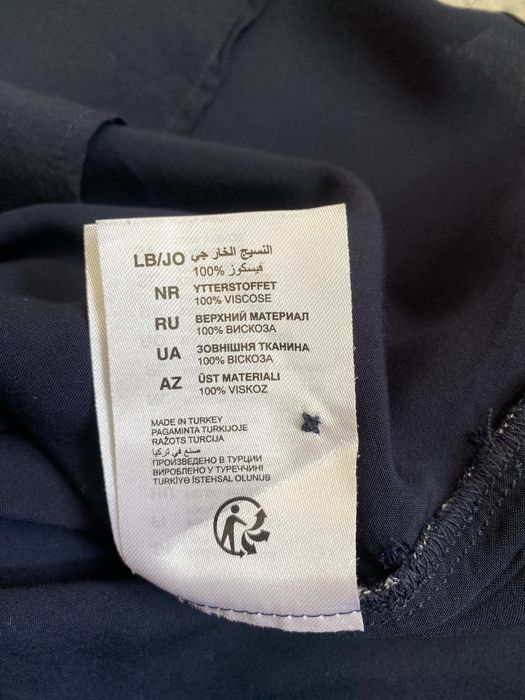 LB/JO النسيج الخارجي
100% فيسكوز
NR YTTERSTOFFET
100% VISCOSE
RU ВЕРХНИЙ МАТЕРИАЛ
100% ВИСКОЗА
UA ЗОВНІШНЯ ТКАНИНА
100% ВІСКОЗА
AZ ÜST MATERIALI
100% VISKOZ
MADE IN TURKEY
PAGAMINTA TURKIJOJE
RAŽOTS TURCIJA
صنع في تركيا
ПРОИЗВЕДЕНО В ТУРЦИИ
ВИРОБЛЕНО У ТУРЕЧЧИНІ
TURKIYƏ İSTEHSAL OLUNUB